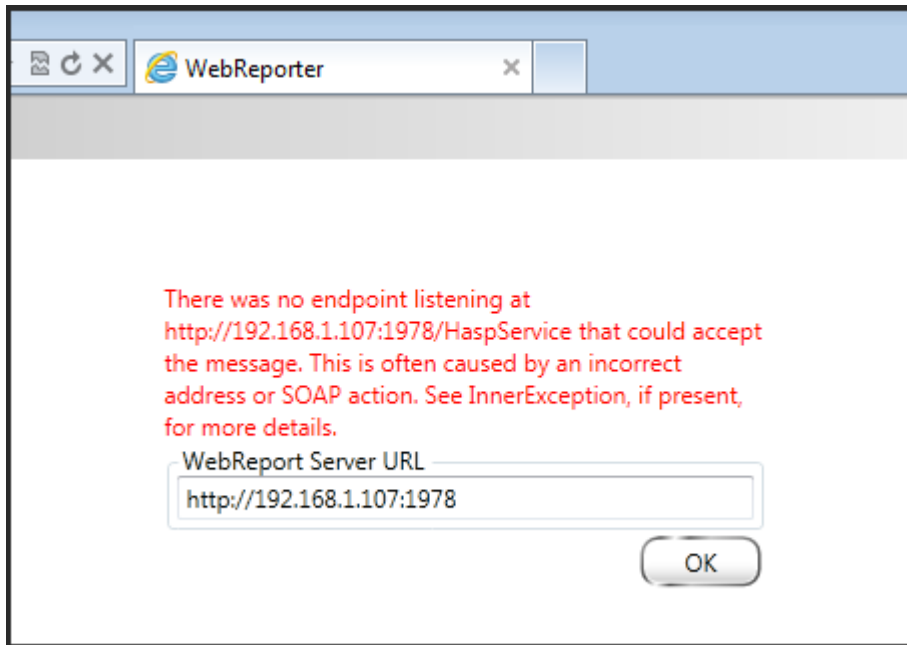 WebReporter
There was no endpoint listening at
http://192.168.1.107:1978/HaspService that could accept
the message. This is often caused by an incorrect
address or SOAP action. See InnerException, if present,
for more details.
WebReport Server URL
http://192.168.1.107:1978
OK